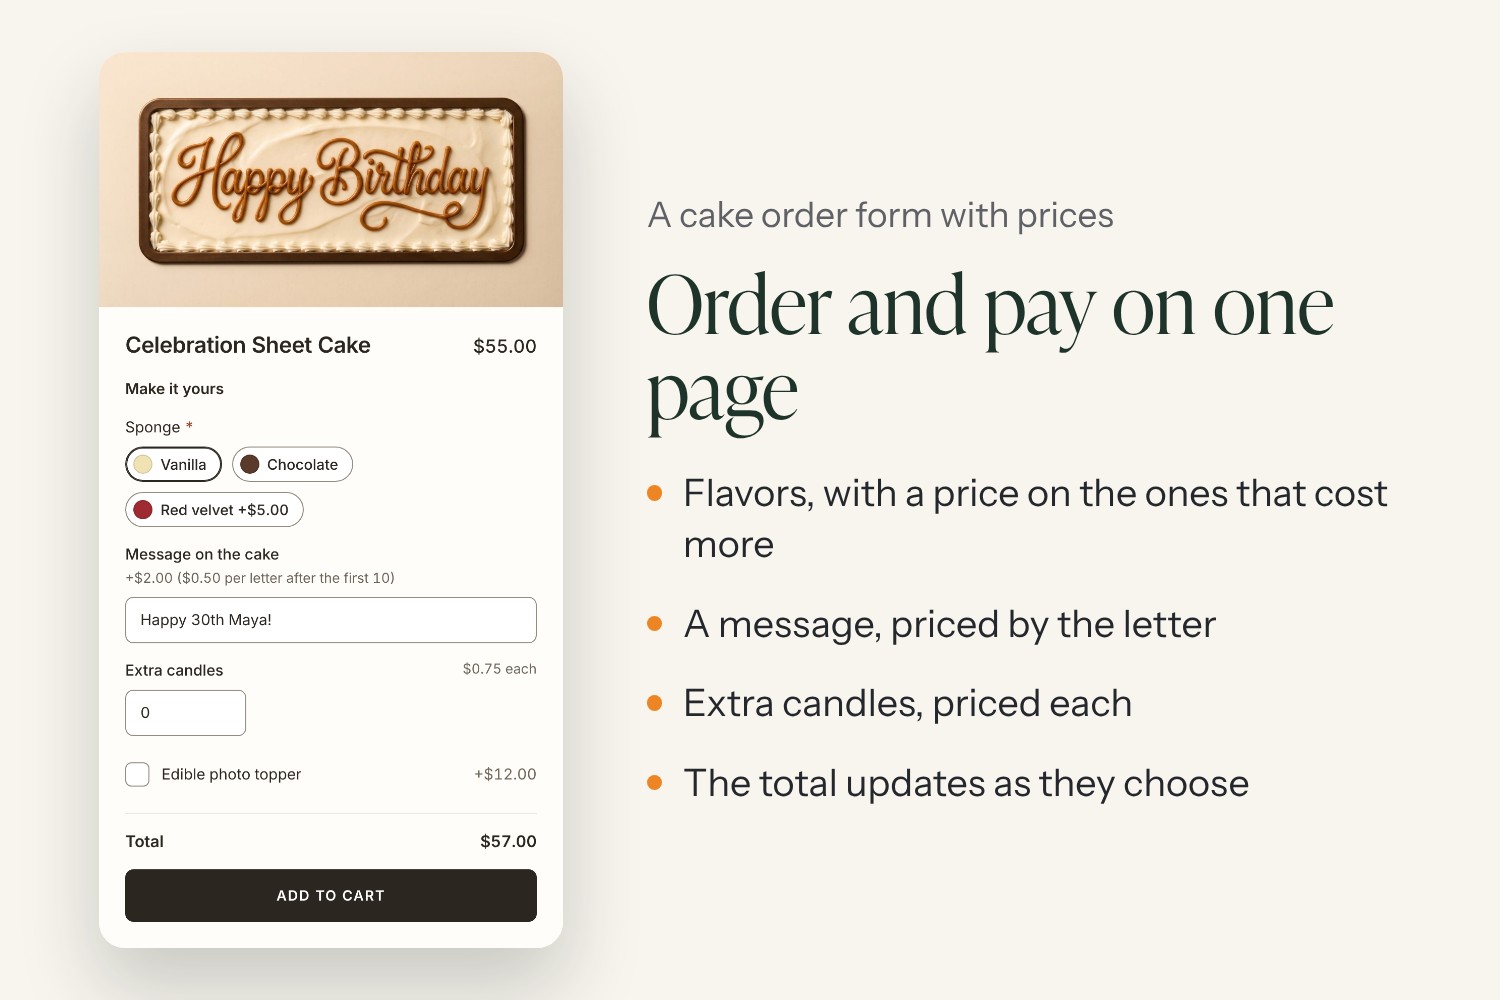 Happy Birthday
Celebration Sheet Cake $55.00
Make it yours
Sponge *
Vanilla Chocolate
Red velvet +$5.00
Message on the cake
+$2.00 ($0.50 per letter after the first 10)
Happy 30th Maya!
Extra candles $0.75 each
0
Edible photo topper +$12.00
Total $57.00
ADD TO CART
A cake order form with prices
Order and pay on one
page
Flavors, with a price on the ones that cost
more
A message, priced by the letter
Extra candles, priced each
The total updates as they choose